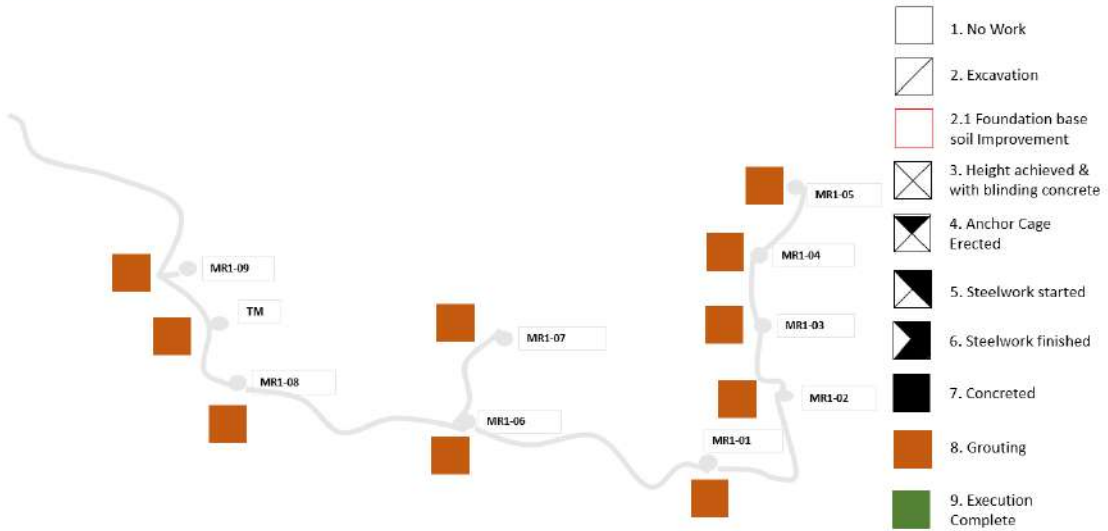 1. No Work
2. Excavation
2.1 Foundation base
soil Improvement
3. Height achieved &
with blinding concrete
4. Anchor Cage
Erected
5. Steelwork started
6. Steelwork finished
7. Concreted
8. Grouting
9. Execution
Complete
MR1-05
MR1-04
MR1-09
TM
MR1-03
MR1-07
MR1-08
MR1-02
MR1-06
MR1-01